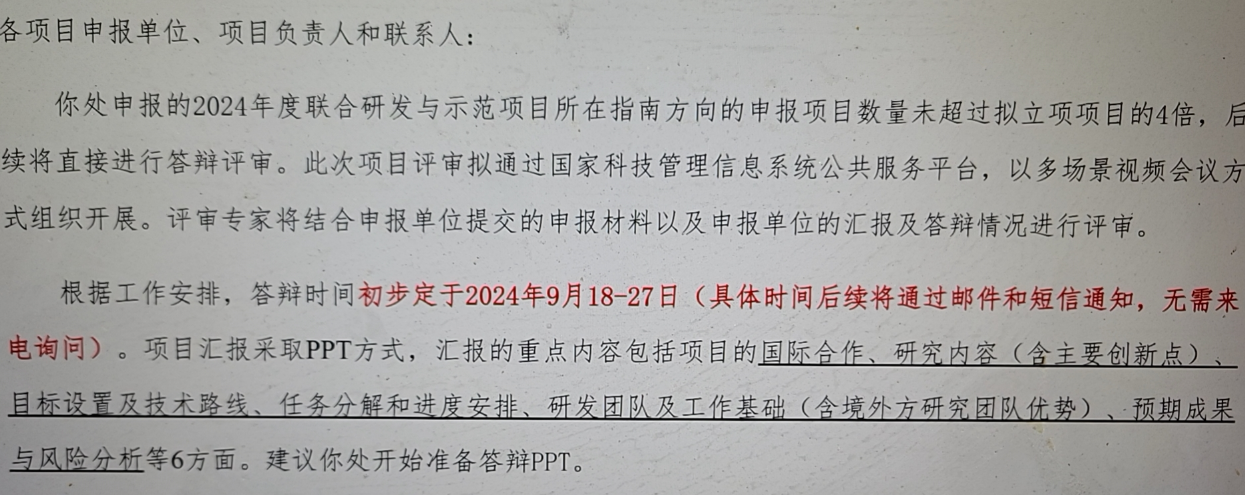 各项目申报单位、项目负责人和联系人：
你处申报的2024年度联合研发与示范项目所在指南方向的申报项目数量未超过拟立项项目的4倍，后
续将直接进行答辩评审。此次项目评审拟通过国家科技管理信息系统公共服务平台，以多场景视频会议方
式组织开展。评审专家将结合申报单位提交的申报材料以及申报单位的汇报及答辩情况进行评审。
根据工作安排，答辩时间初步定于2024年9月18-27日（具体时间后续将通过邮件和短信通知，无需来
电询问）。项目汇报采取PPT方式，汇报的重点内容包括项目的国际合作、研究内容（含主要创新点）、
目标设置及技术路线、任务分解和进度安排、研发团队及工作基础（含境外方研究团队优势）、预期成果
与风险分析等6方面。建议你处开始准备答辩PPT。